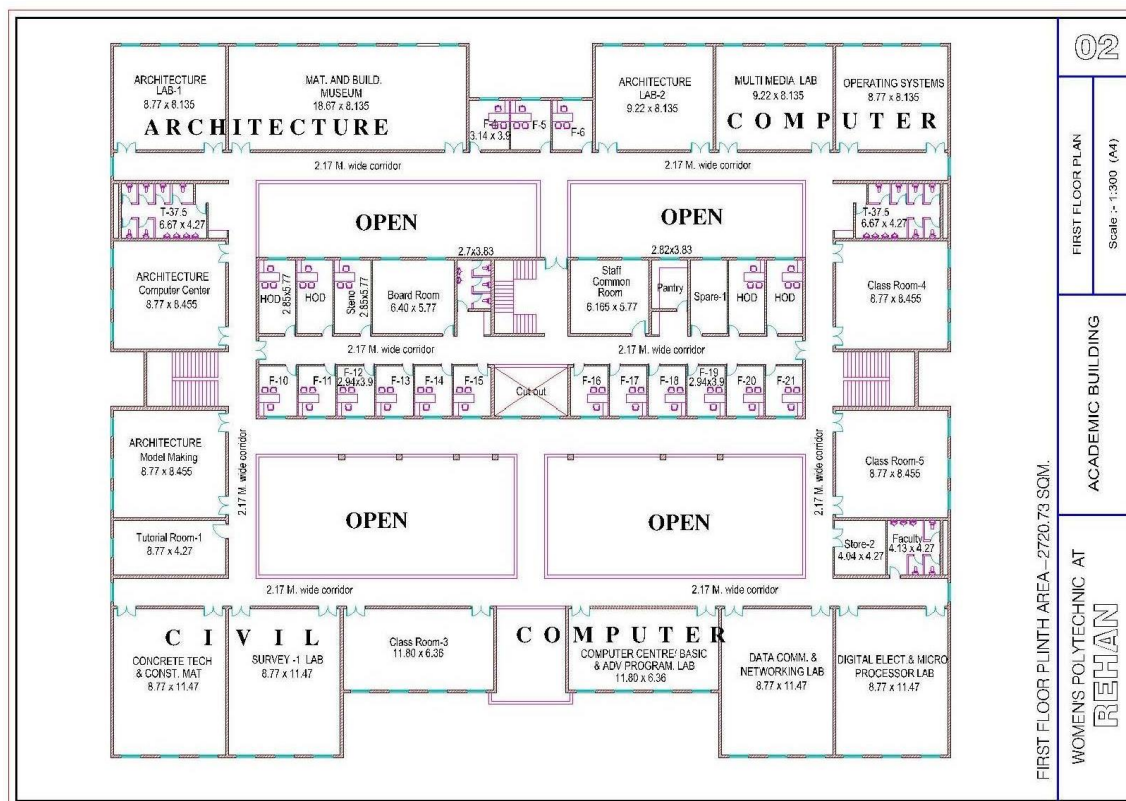 ARCHITECTURE
LAB-1
8.77 x 8.135
MAT. AND BUILD.
MUSEUM
18.67 x 8.135
ARCHITECTURE
LAB-2
9.22 x 8.135
MULTI MEDIA LAB
9.22 x 8.135
OPERATING SYSTEMS
8.77 x 8.135
ARCHITECTURE
COMPUTER
F-4
3.14 x 3.9
F-5
F-6
2.17 M. wide corridor
2.17 M. wide corridor
T-37.5
6.67 x 4.27
OPEN
OPEN
T-37.5
6.67 x 4.27
2.7x3.83
2.82x3.83
ARCHITECTURE
Computer Center
8.77 x 8.455
HOD
2.85x5.77
HOD
Steno
2.85x5.77
Board Room
6.40 x 5.77
Staff
Common
Room
6.165 x 5.77
Pantry
Spare-1
HOD
HOD
Class Room-4
8.77 x 8.455
2.17 M. wide corridor
2.17 M. wide corridor
F-10
F-11
F-12
2.94x3.9
F-13
F-14
F-15
Cut out
F-16
F-17
F-18
F-19
2.94x3.9
F-20
F-21
ARCHITECTURE
Model Making
8.77 x 8.455
2.17 M. wide corridor
2.17 M. wide corridor
Class Room-5
8.77 x 8.455
OPEN
OPEN
Tutorial Room-1
8.77 x 4.27
Store-2
4.04 x 4.27
Faculty
4.13 x 4.27
2.17 M. wide corridor
2.17 M. wide corridor
CIVIL
COMPUTER
CONCRETE TECH
& CONST. MAT
8.77 x 11.47
SURVEY -1 LAB
8.77 x 11.47
Class Room-3
11.80 x 6.36
COMPUTER CENTRE/ BASIC
& ADV PROGRAM. LAB
11.80 x 6.36
DATA COMM. &
NETWORKING LAB
8.77 x 11.47
DIGITAL ELECT.& MICRO
PROCESSOR LAB
8.77 x 11.47
FIRST FLOOR PLINTH AREA-2720.73 SQM.
02
FIRST FLOOR PLAN
Scale :- 1:300 (A4)
ACADEMIC BUILDING
WOMEN'S POLYTECHNIC AT
REHAN